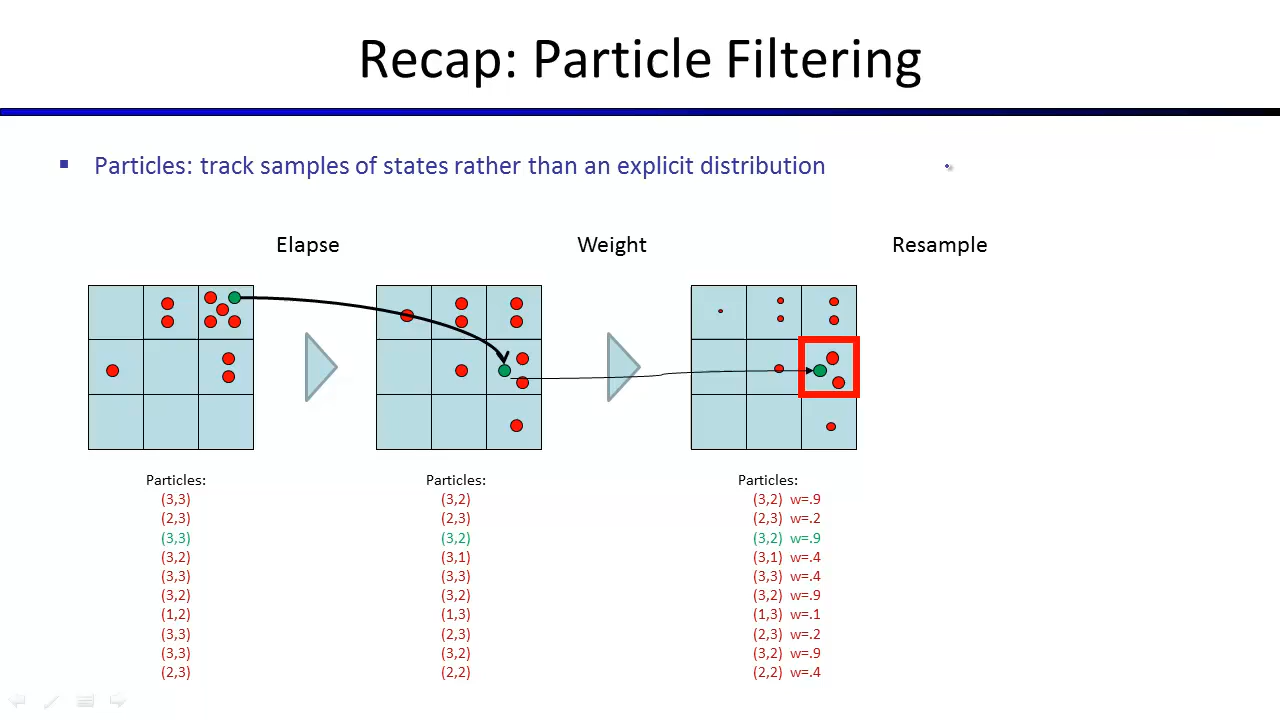 Recap: Particle Filtering
Particles: track samples of states rather than an explicit distribution
Elapse
Weight
Resample
Particles:
(3,3)
(2,3)
(3,3)
(3,2)
(3,3)
(3,2)
(1,2)
(3,3)
(3,3)
(2,3)
Particles:
(3,2)
(2,3)
(3,2)
(3,1)
(3,3)
(3,2)
(1,3)
(2,3)
(3,2)
(2,2)
Particles:
(3,2) w=.9
(2,3) w=.2
(3,2) w=.9
(3,1) w=.4
(3,3) w=.4
(3,2) w=.9
(1,3) w=.1
(2,3) w=.2
(3,2) w=.9
(2,2) w=.4